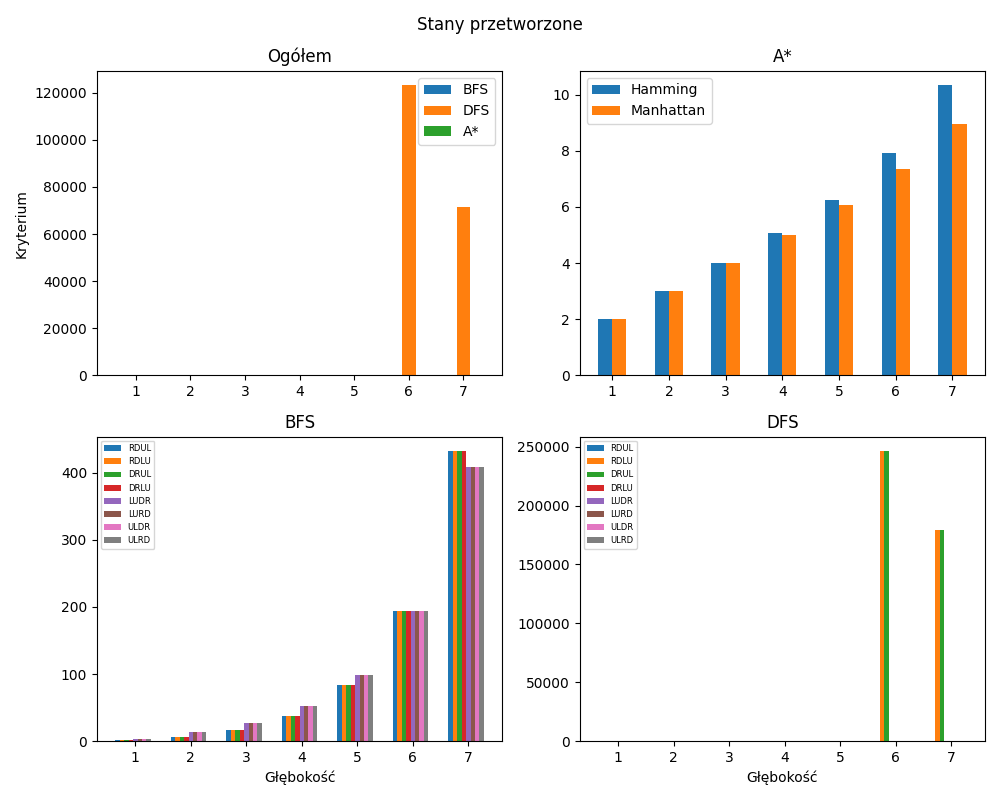 Stany przetworzone
Ogółem
Kryterium
120000
100000
80000
60000
40000
20000
0
BFS
DFS
A*
1 2 3 4 5 6 7
A*
10
8
6
4
2
0
Hamming
Manhattan
1 2 3 4 5 6 7
BFS
400
300
200
100
0
RDUL
RDLU
DRUL
DRLU
LUDR
LURD
ULDR
ULRD
1 2 3 4 5 6 7
Głębokość
DFS
250000
200000
150000
100000
50000
0
RDUL
RDLU
DRUL
DRLU
LUDR
LURD
ULDR
ULRD
1 2 3 4 5 6 7
Głębokość